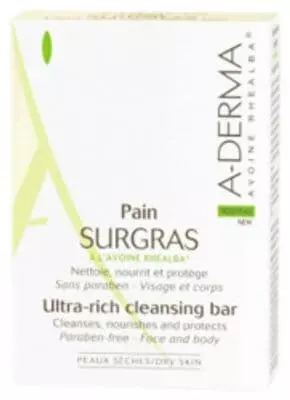 Pain
SURGRAS
À L'AVOINE RHEALBA®
Nettoie, nourrit et protège
Sans paraben - Visage et corps
Ultra-rich cleansing bar
Cleanses, nourishes and protects
Paraben-free - Face and body
PEAUX SÈCHES/DRY SKIN
A-DERMA
AVOINE RHEALBA®
NOUVEAU
NEW